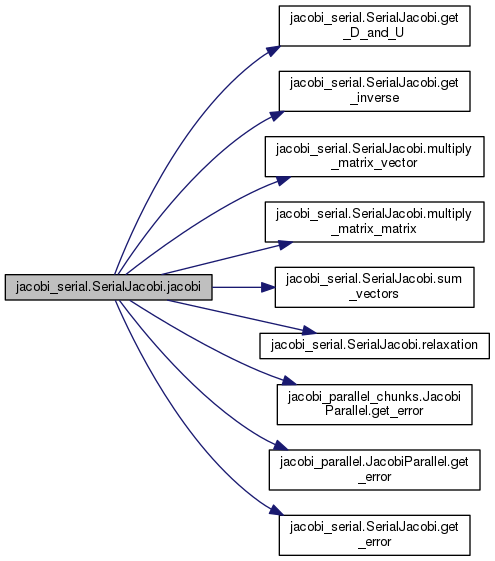 jacobi_serial.SerialJacobi.get
_D_and_U
jacobi_serial.SerialJacobi.get
_inverse
jacobi_serial.SerialJacobi.multiply
_matrix_vector
jacobi_serial.SerialJacobi.multiply
_matrix_matrix
jacobi_serial.SerialJacobi.jacobi
jacobi_serial.SerialJacobi.sum
_vectors
jacobi_serial.SerialJacobi.relaxation
jacobi_parallel_chunks.Jacobi
Parallel.get_error
jacobi_parallel.JacobiParallel.get
_error
jacobi_serial.SerialJacobi.get
_error